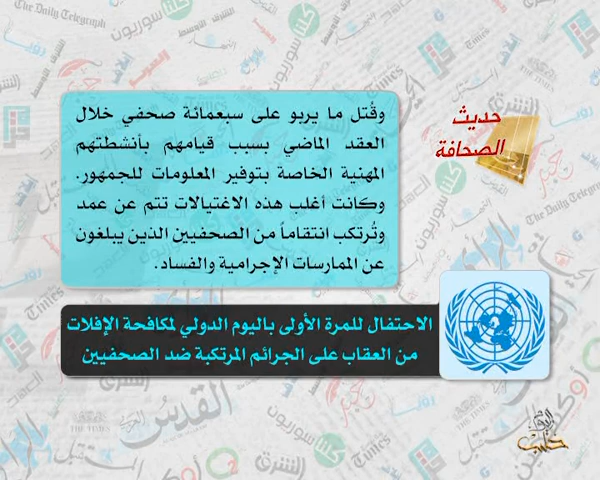 حديث
الصحافة
وقُتل ما يربو على سبعمائة صحفي خلال
العقد الماضي بسبب قيامهم بأنشطتهم
المهنية الخاصة بتوفير المعلومات للجمهور.
وكانت أغلب هذه الاغتيالات تتم عن عمد
وتُرتكب انتقاماً من الصحفيين الذين يبلغون
عن الممارسات الإجرامية والفساد.
الاحتفال للمرة الأولى باليوم الدولي لمكافحة الإفلات
من العقاب على الجرائم المرتكبة ضد الصحفيين